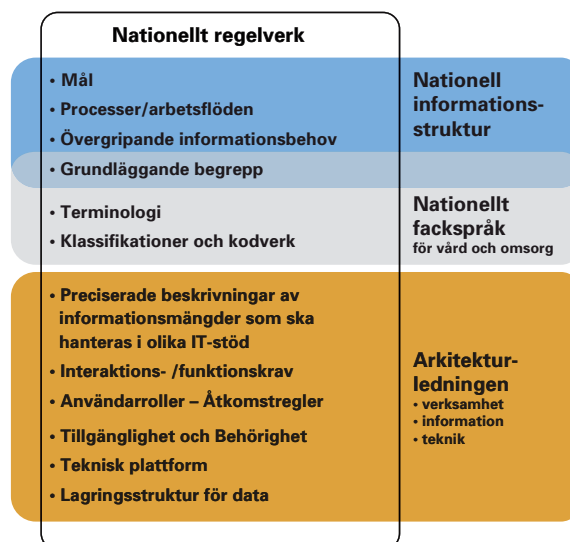 Nationellt regelverk
• Mål
• Processer/arbetsflöden
• Övergripande informationsbehov
• Grundläggande begrepp
• Terminologi
• Klassifikationer och kodverk
• Preciserade beskrivningar av
informationsmängder som ska
hanteras i olika IT-stöd
• Interaktions- /funktionskrav
• Användarroller – Åtkomstregler
• Tillgänglighet och Behörighet
• Teknisk plattform
• Lagringsstruktur för data
Nationell
informations-
struktur
Nationellt
fackspråk
för vård och omsorg
Arkitektur-
ledningen
• verksamhet
• information
• teknik